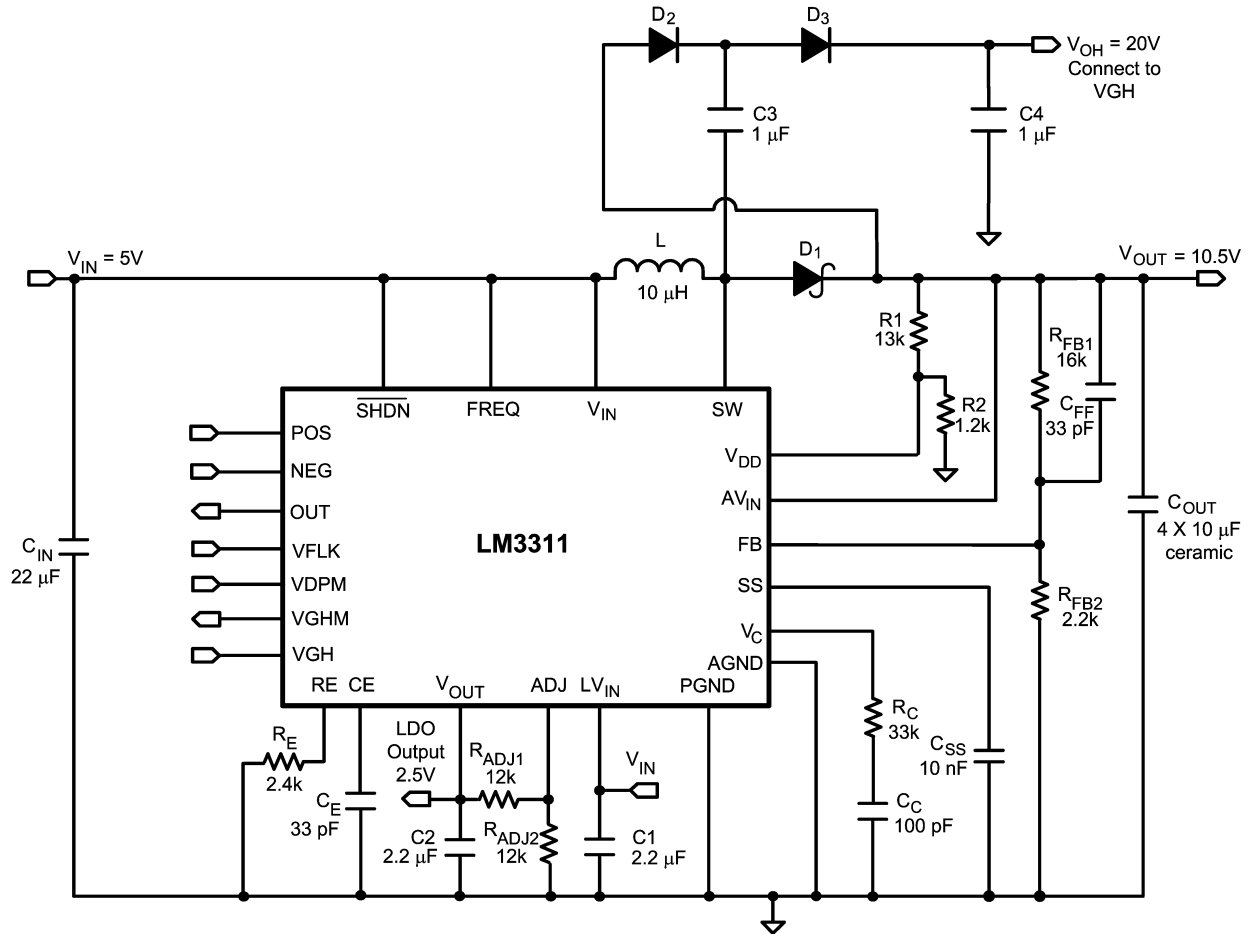 D2
D3
VOH = 20V
Connect to
VGH
C3
1 µF
C4
1 µF
VIN = 5V
L
10 µH
D1
VOUT = 10.5V
R1
13k
R2
1.2k
RFB1
16k
CFF
33 pF
SHDN
FREQ
VIN
SW
POS
NEG
OUT
VFLK
VDPM
VGHM
VGH
LM3311
VDD
AVIN
FB
SS
VC
AGND
RE
CE
VOUT
ADJ
LVIN
PGND
CIN
22 µF
COUT
4 X 10 µF
ceramic
RFB2
2.2k
RE
2.4k
CE
33 pF
LDO
Output
2.5V
RADJ1
12k
C2
2.2 µF
RADJ2
12k
VIN
C1
2.2 µF
RC
33k
CC
100 pF
CSS
10 nF